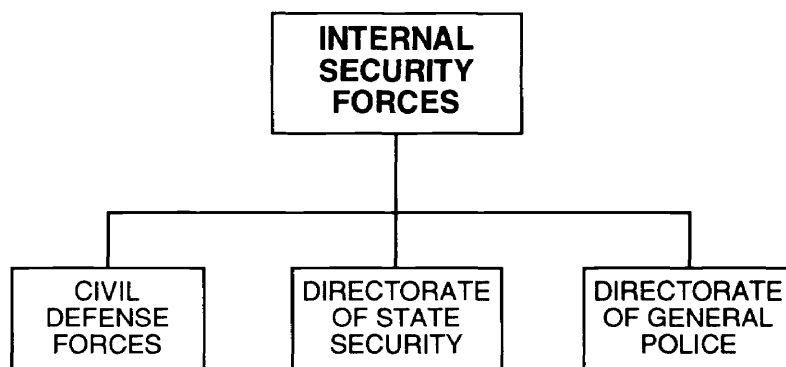 INTERNAL
SECURITY
FORCES
CIVIL
DEFENSE
FORCES
DIRECTORATE
OF STATE
SECURITY
DIRECTORATE
OF GENERAL
POLICE